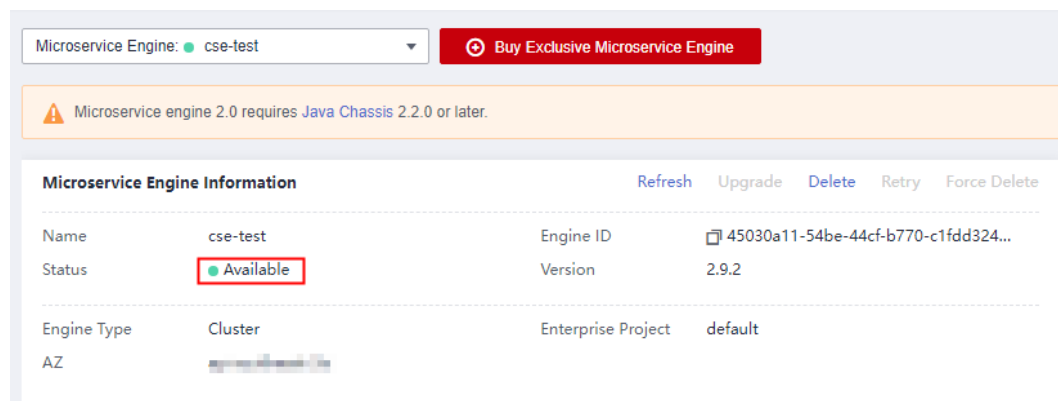 Microservice Engine: cse-test
Buy Exclusive Microservice Engine
Microservice engine 2.0 requires Java Chassis 2.2.0 or later.
Microservice Engine Information
Refresh Upgrade Delete Retry Force Delete
Name cse-test Engine ID 45030a11-54be-44cf-b770-c1fdd324...
Status Available Version 2.9.2
Engine Type Cluster Enterprise Project default
AZ